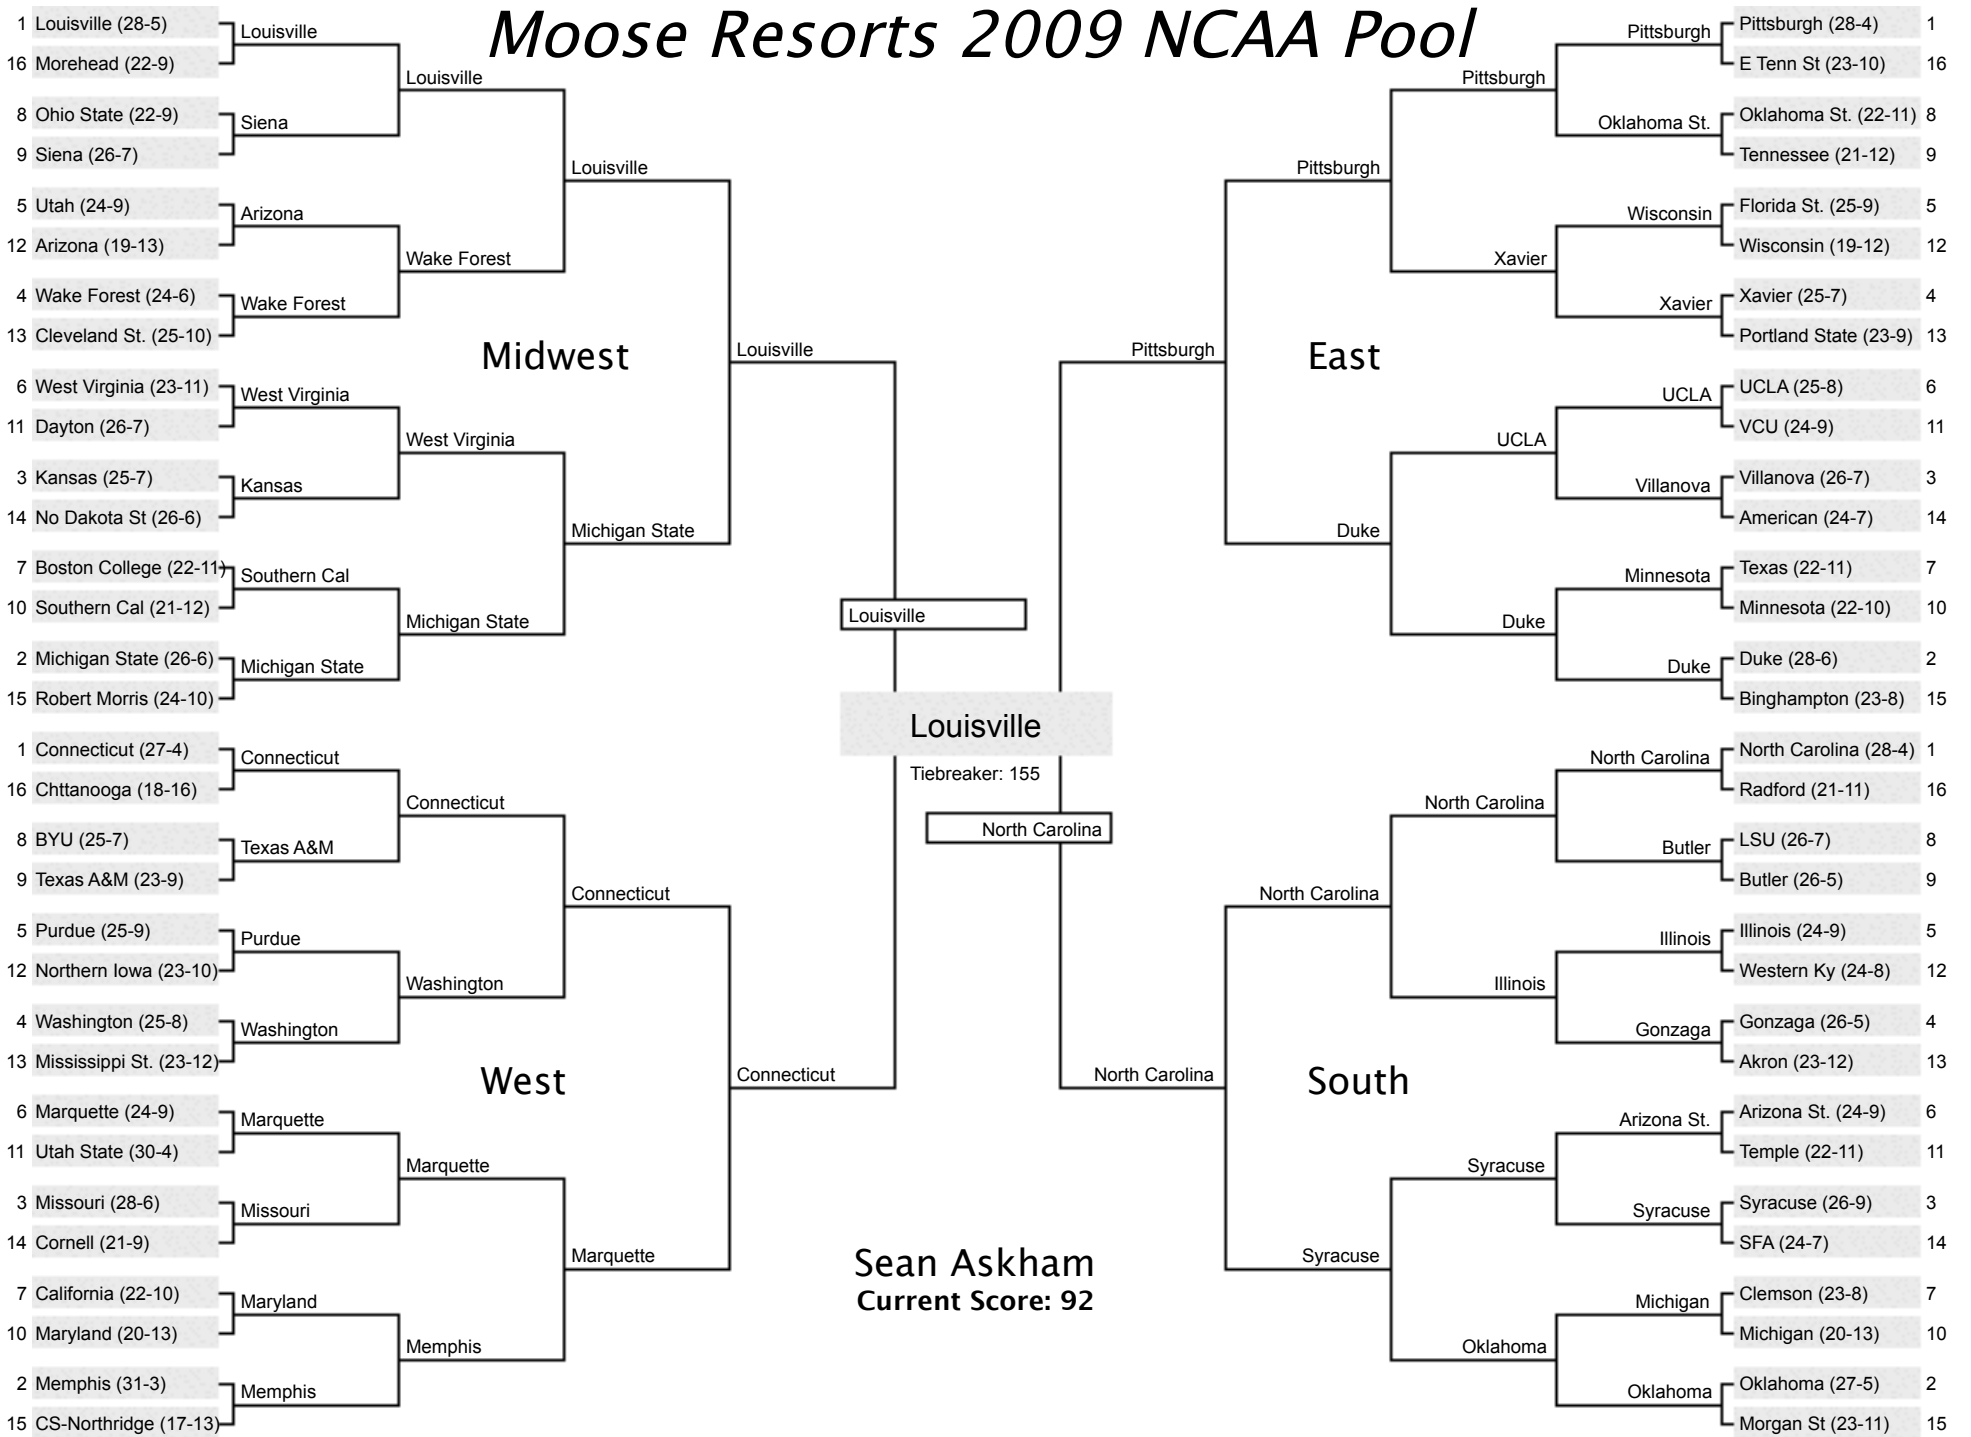 Moose Resorts 2009 NCAA Pool
1 Louisville (28-5)
16 Morehead (22-9)
8 Ohio State (22-9)
9 Siena (26-7)
5 Utah (24-9)
12 Arizona (19-13)
4 Wake Forest (24-6)
13 Cleveland St. (25-10)
6 West Virginia (23-11)
11 Dayton (26-7)
3 Kansas (25-7)
14 No Dakota St (26-6)
7 Boston College (22-11)
10 Southern Cal (21-12)
2 Michigan State (26-6)
15 Robert Morris (24-10)
Louisville
Siena
Arizona
Wake Forest
West Virginia
Kansas
Southern Cal
Michigan State
Louisville
Wake Forest
West Virginia
Michigan State
Louisville
Michigan State
Louisville
Midwest
1 Connecticut (27-4)
16 Chttanooga (18-16)
8 BYU (25-7)
9 Texas A&M (23-9)
5 Purdue (25-9)
12 Northern Iowa (23-10)
4 Washington (25-8)
13 Mississippi St. (23-12)
6 Marquette (24-9)
11 Utah State (30-4)
3 Missouri (28-6)
14 Cornell (21-9)
7 California (22-10)
10 Maryland (20-13)
2 Memphis (31-3)
15 CS-Northridge (17-13)
Connecticut
Texas A&M
Purdue
Washington
Marquette
Missouri
Maryland
Memphis
Connecticut
Washington
Marquette
Memphis
Connecticut
Marquette
Connecticut
West
Louisville
Louisville
Tiebreaker: 155
North Carolina
Sean Askham
Current Score: 92
Pittsburgh (28-4) 1
E Tenn St (23-10) 16
Oklahoma St. (22-11) 8
Tennessee (21-12) 9
Florida St. (25-9) 5
Wisconsin (19-12) 12
Xavier (25-7) 4
Portland State (23-9) 13
UCLA (25-8) 6
VCU (24-9) 11
Villanova (26-7) 3
American (24-7) 14
Texas (22-11) 7
Minnesota (22-10) 10
Duke (28-6) 2
Binghampton (23-8) 15
Pittsburgh
Oklahoma St.
Wisconsin
Xavier
UCLA
Villanova
Minnesota
Duke
Pittsburgh
Xavier
UCLA
Duke
Pittsburgh
Duke
Pittsburgh
East
North Carolina (28-4) 1
Radford (21-11) 16
LSU (26-7) 8
Butler (26-5) 9
Illinois (24-9) 5
Western Ky (24-8) 12
Gonzaga (26-5) 4
Akron (23-12) 13
Arizona St. (24-9) 6
Temple (22-11) 11
Syracuse (26-9) 3
SFA (24-7) 14
Clemson (23-8) 7
Michigan (20-13) 10
Oklahoma (27-5) 2
Morgan St (23-11) 15
North Carolina
Butler
Illinois
Gonzaga
Arizona St.
Syracuse
Michigan
Oklahoma
North Carolina
Illinois
Syracuse
Oklahoma
North Carolina
Syracuse
North Carolina
South